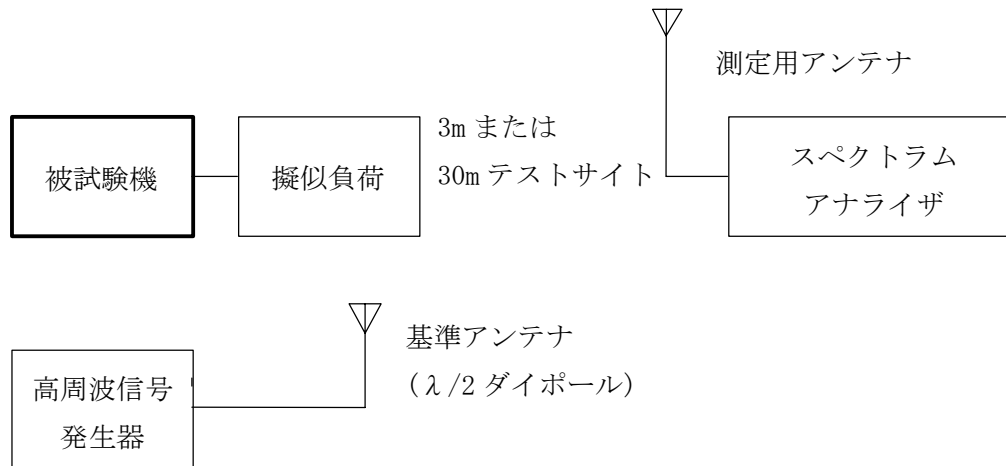 測定用アンテナ
被試験機
擬似負荷
3m または
30m テストサイト
スペクトラム
アナライザ
基準アンテナ
(λ/2 ダイポール)
高周波信号
発生器